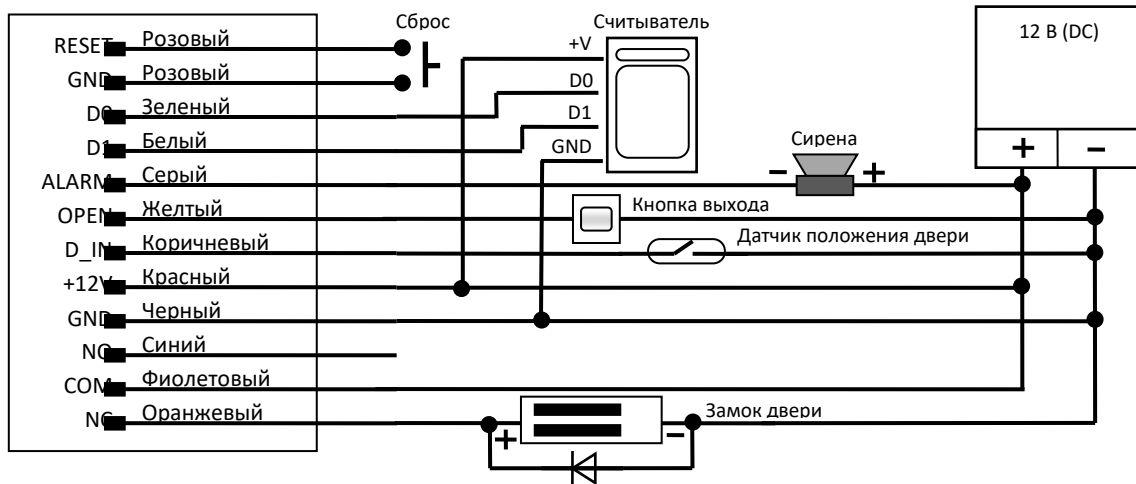 Сброс
Считыватель
12 В (DC)
RESET Розовый
+V
GND Розовый
D0
D0 Зеленый
D1
D1 Белый
GND
Сирена
+ -
ALARM Серый
- +
OPEN Желтый
Кнопка выхода
D_IN Коричневый
Датчик положения двери
+12V Красный
GND Черный
NO Синий
COM Фиолетовый
NC Оранжевый
Замок двери
+ -